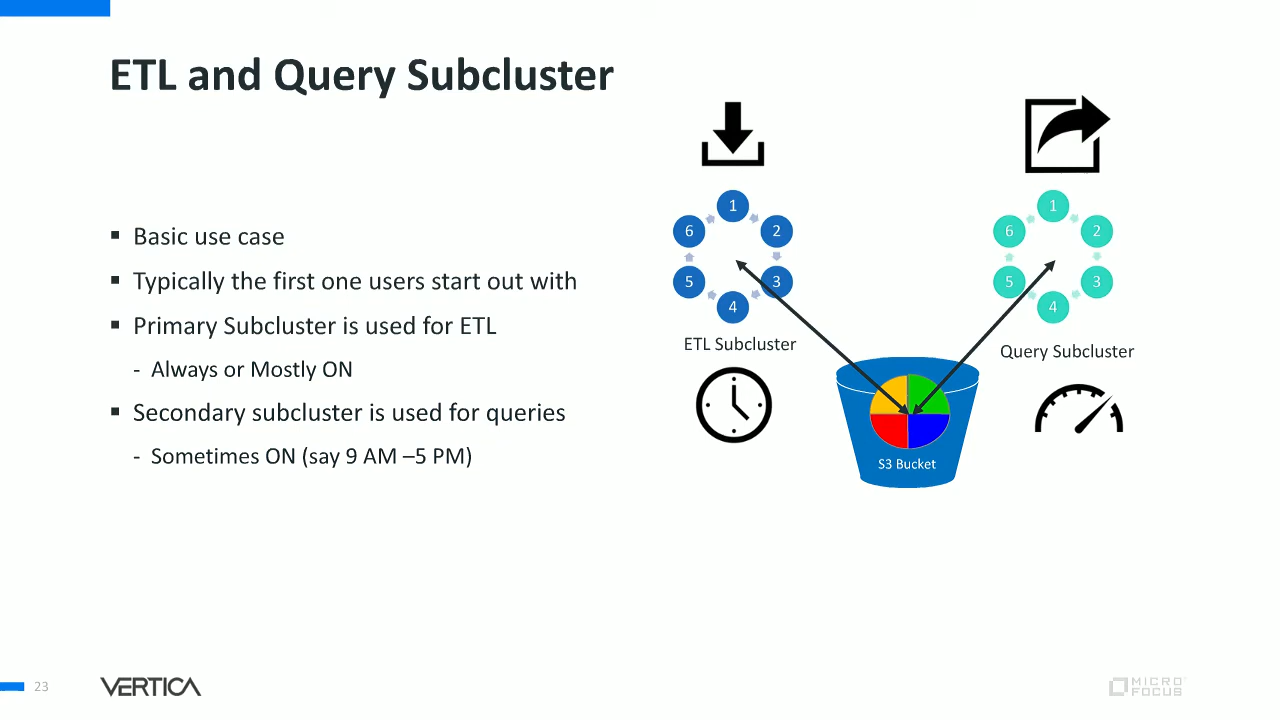 ETL and Query Subcluster
▪ Basic use case
▪ Typically the first one users start out with
▪ Primary Subcluster is used for ETL
- Always or Mostly ON
▪ Secondary subcluster is used for queries
- Sometimes ON (say 9 AM –5 PM)
1
2
3
4
5
6
ETL Subcluster
1
2
3
4
5
6
Query Subcluster
S3 Bucket
23
VERTICA
MICRO
FOCUS